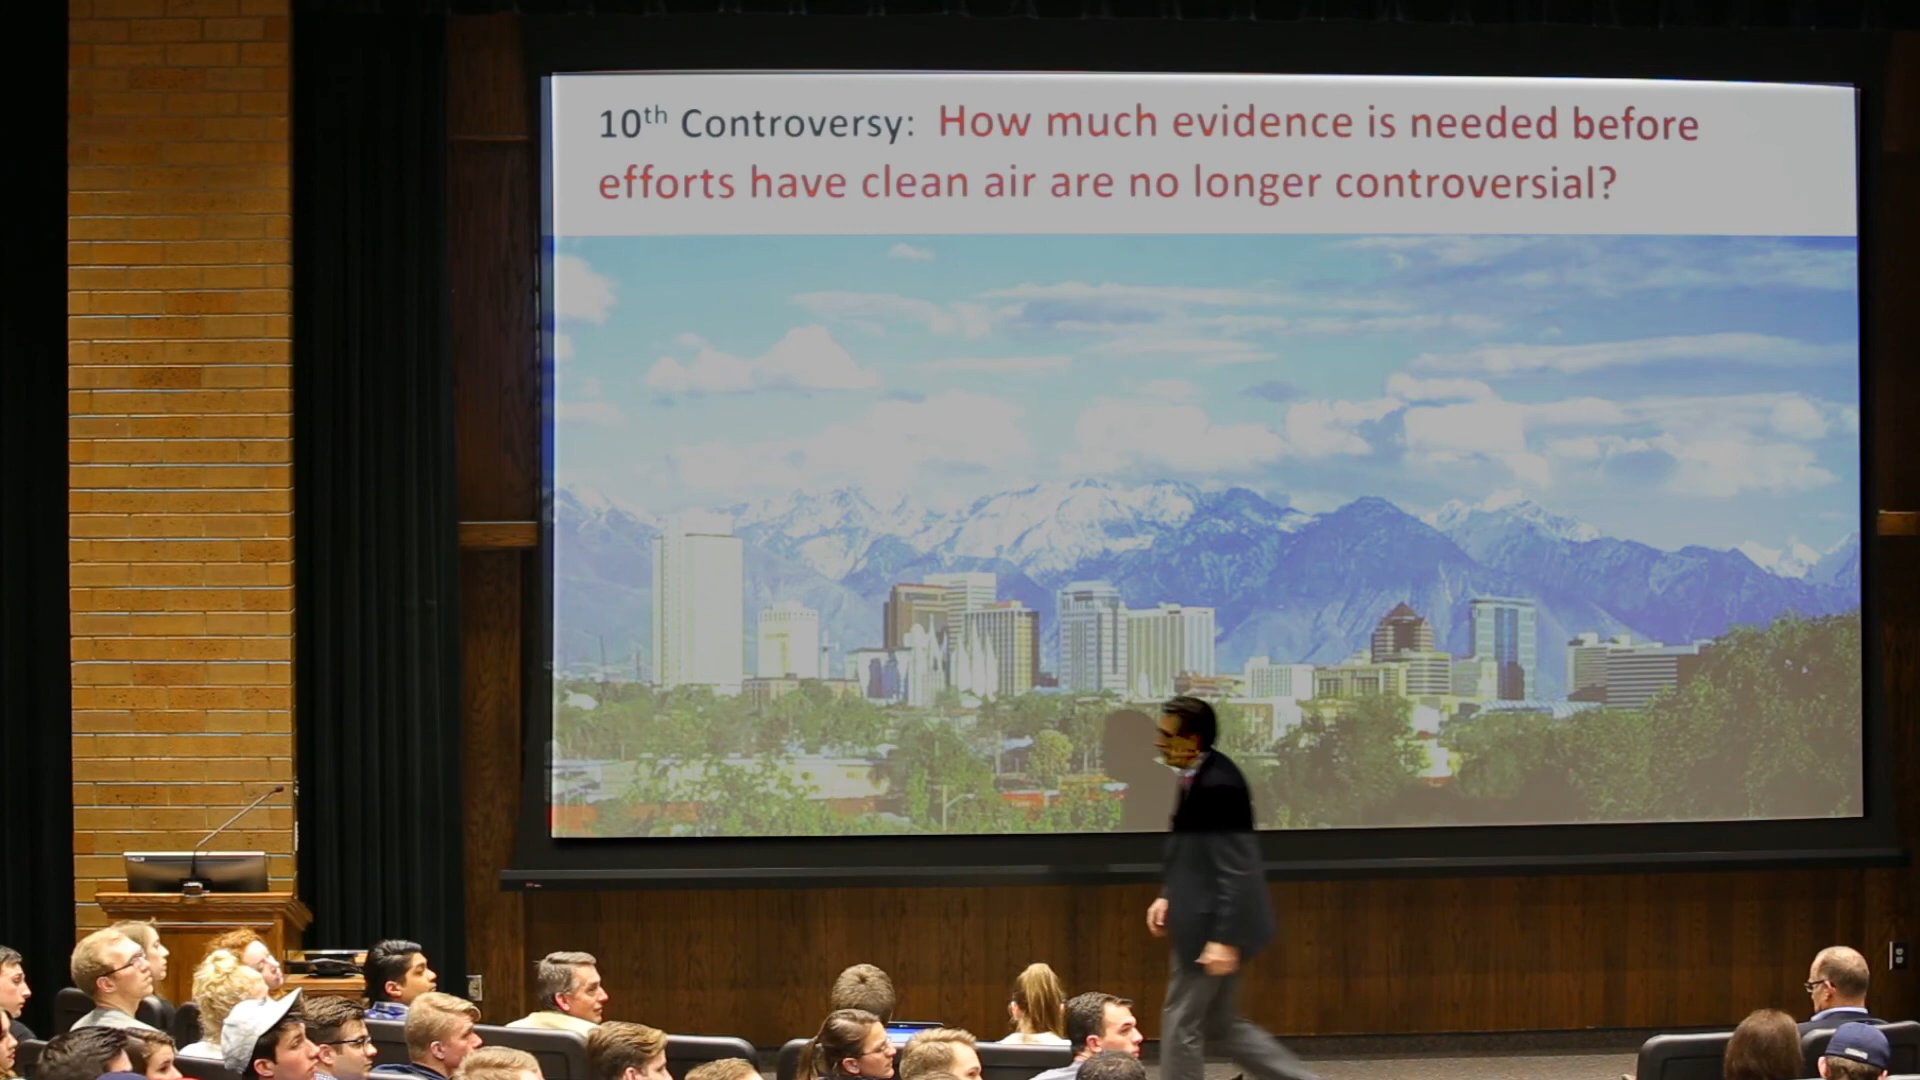 10th Controversy: How much evidence is needed before
efforts have clean air are no longer controversial?